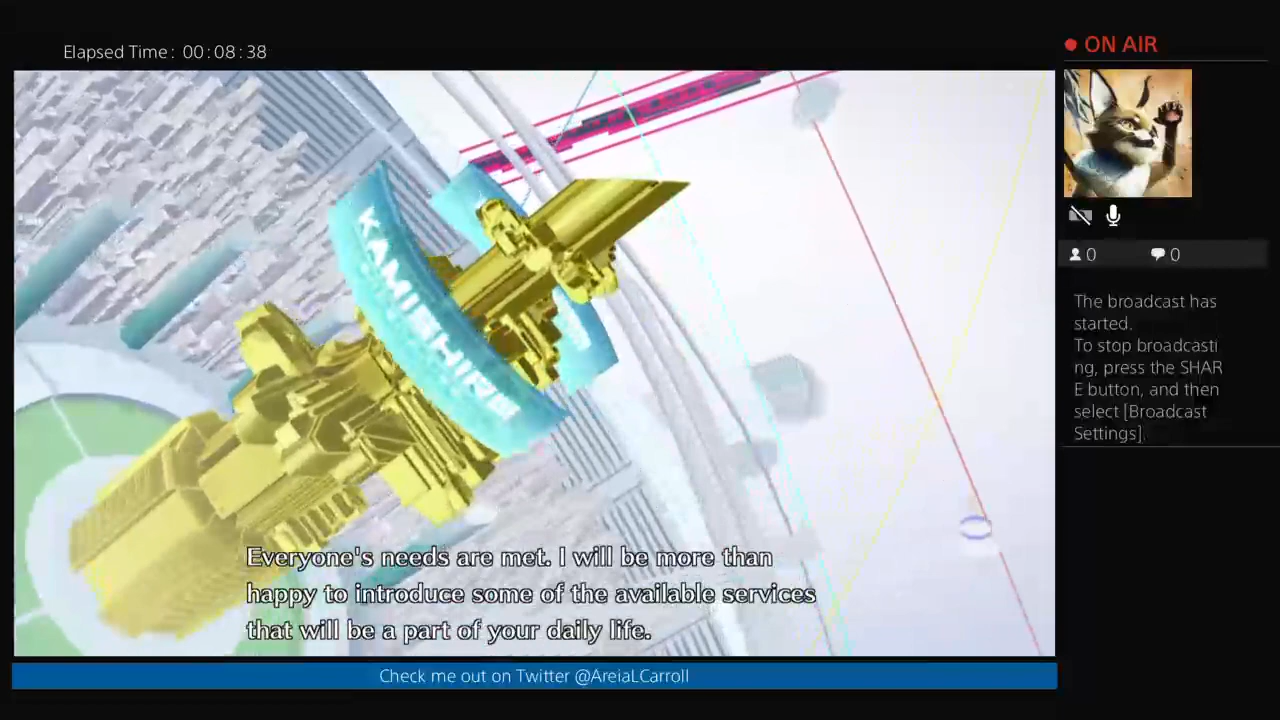 Elapsed Time: 00:08:38
ON AIR
KAMISHIRO
0 0
The broadcast has
started.
To stop broadcasti
ng, press the SHAR
E button, and then
select [Broadcast
Settings].
Everyone's needs are met. I will be more than
happy to introduce some of the available services
that will be a part of your daily life.
Check me out on Twitter @AreiaLCarroll